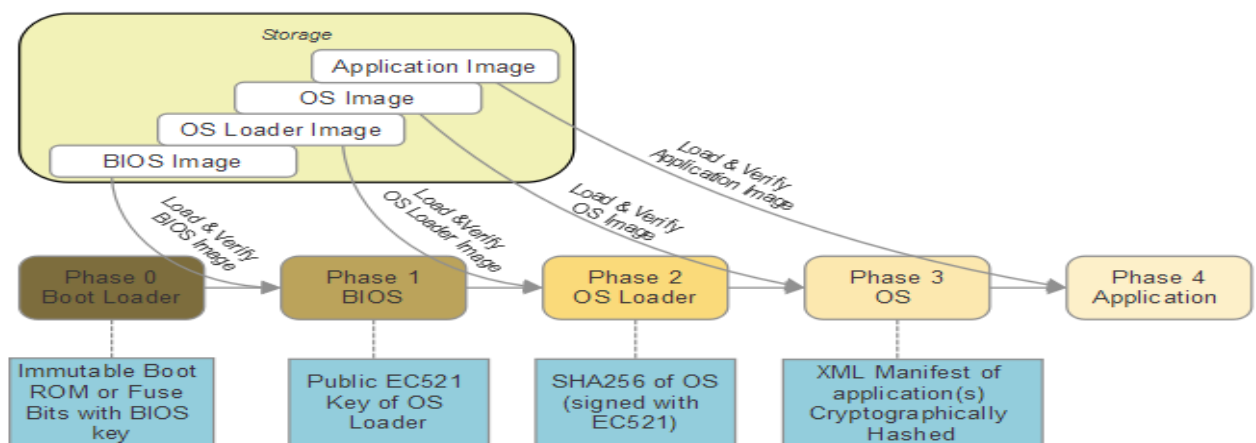 Storage
Application Image
OS Image
OS Loader Image
BIOS Image
Load & Verify
BIOS Image
Load &Verify
OS Loader Image
Load & Verify
OS Image
Load & Verify
Application Image
Phase 0
Boot Loader
Phase 1
BIOS
Phase 2
OS Loader
Phase 3
OS
Phase 4
Application
Immutable Boot
ROM or Fuse
Bits with BIOS
key
Public EC521
Key of OS
Loader
SHA256 of OS
(signed with
EC521)
XML Manifest of
application(s)
Cryptographically
Hashed